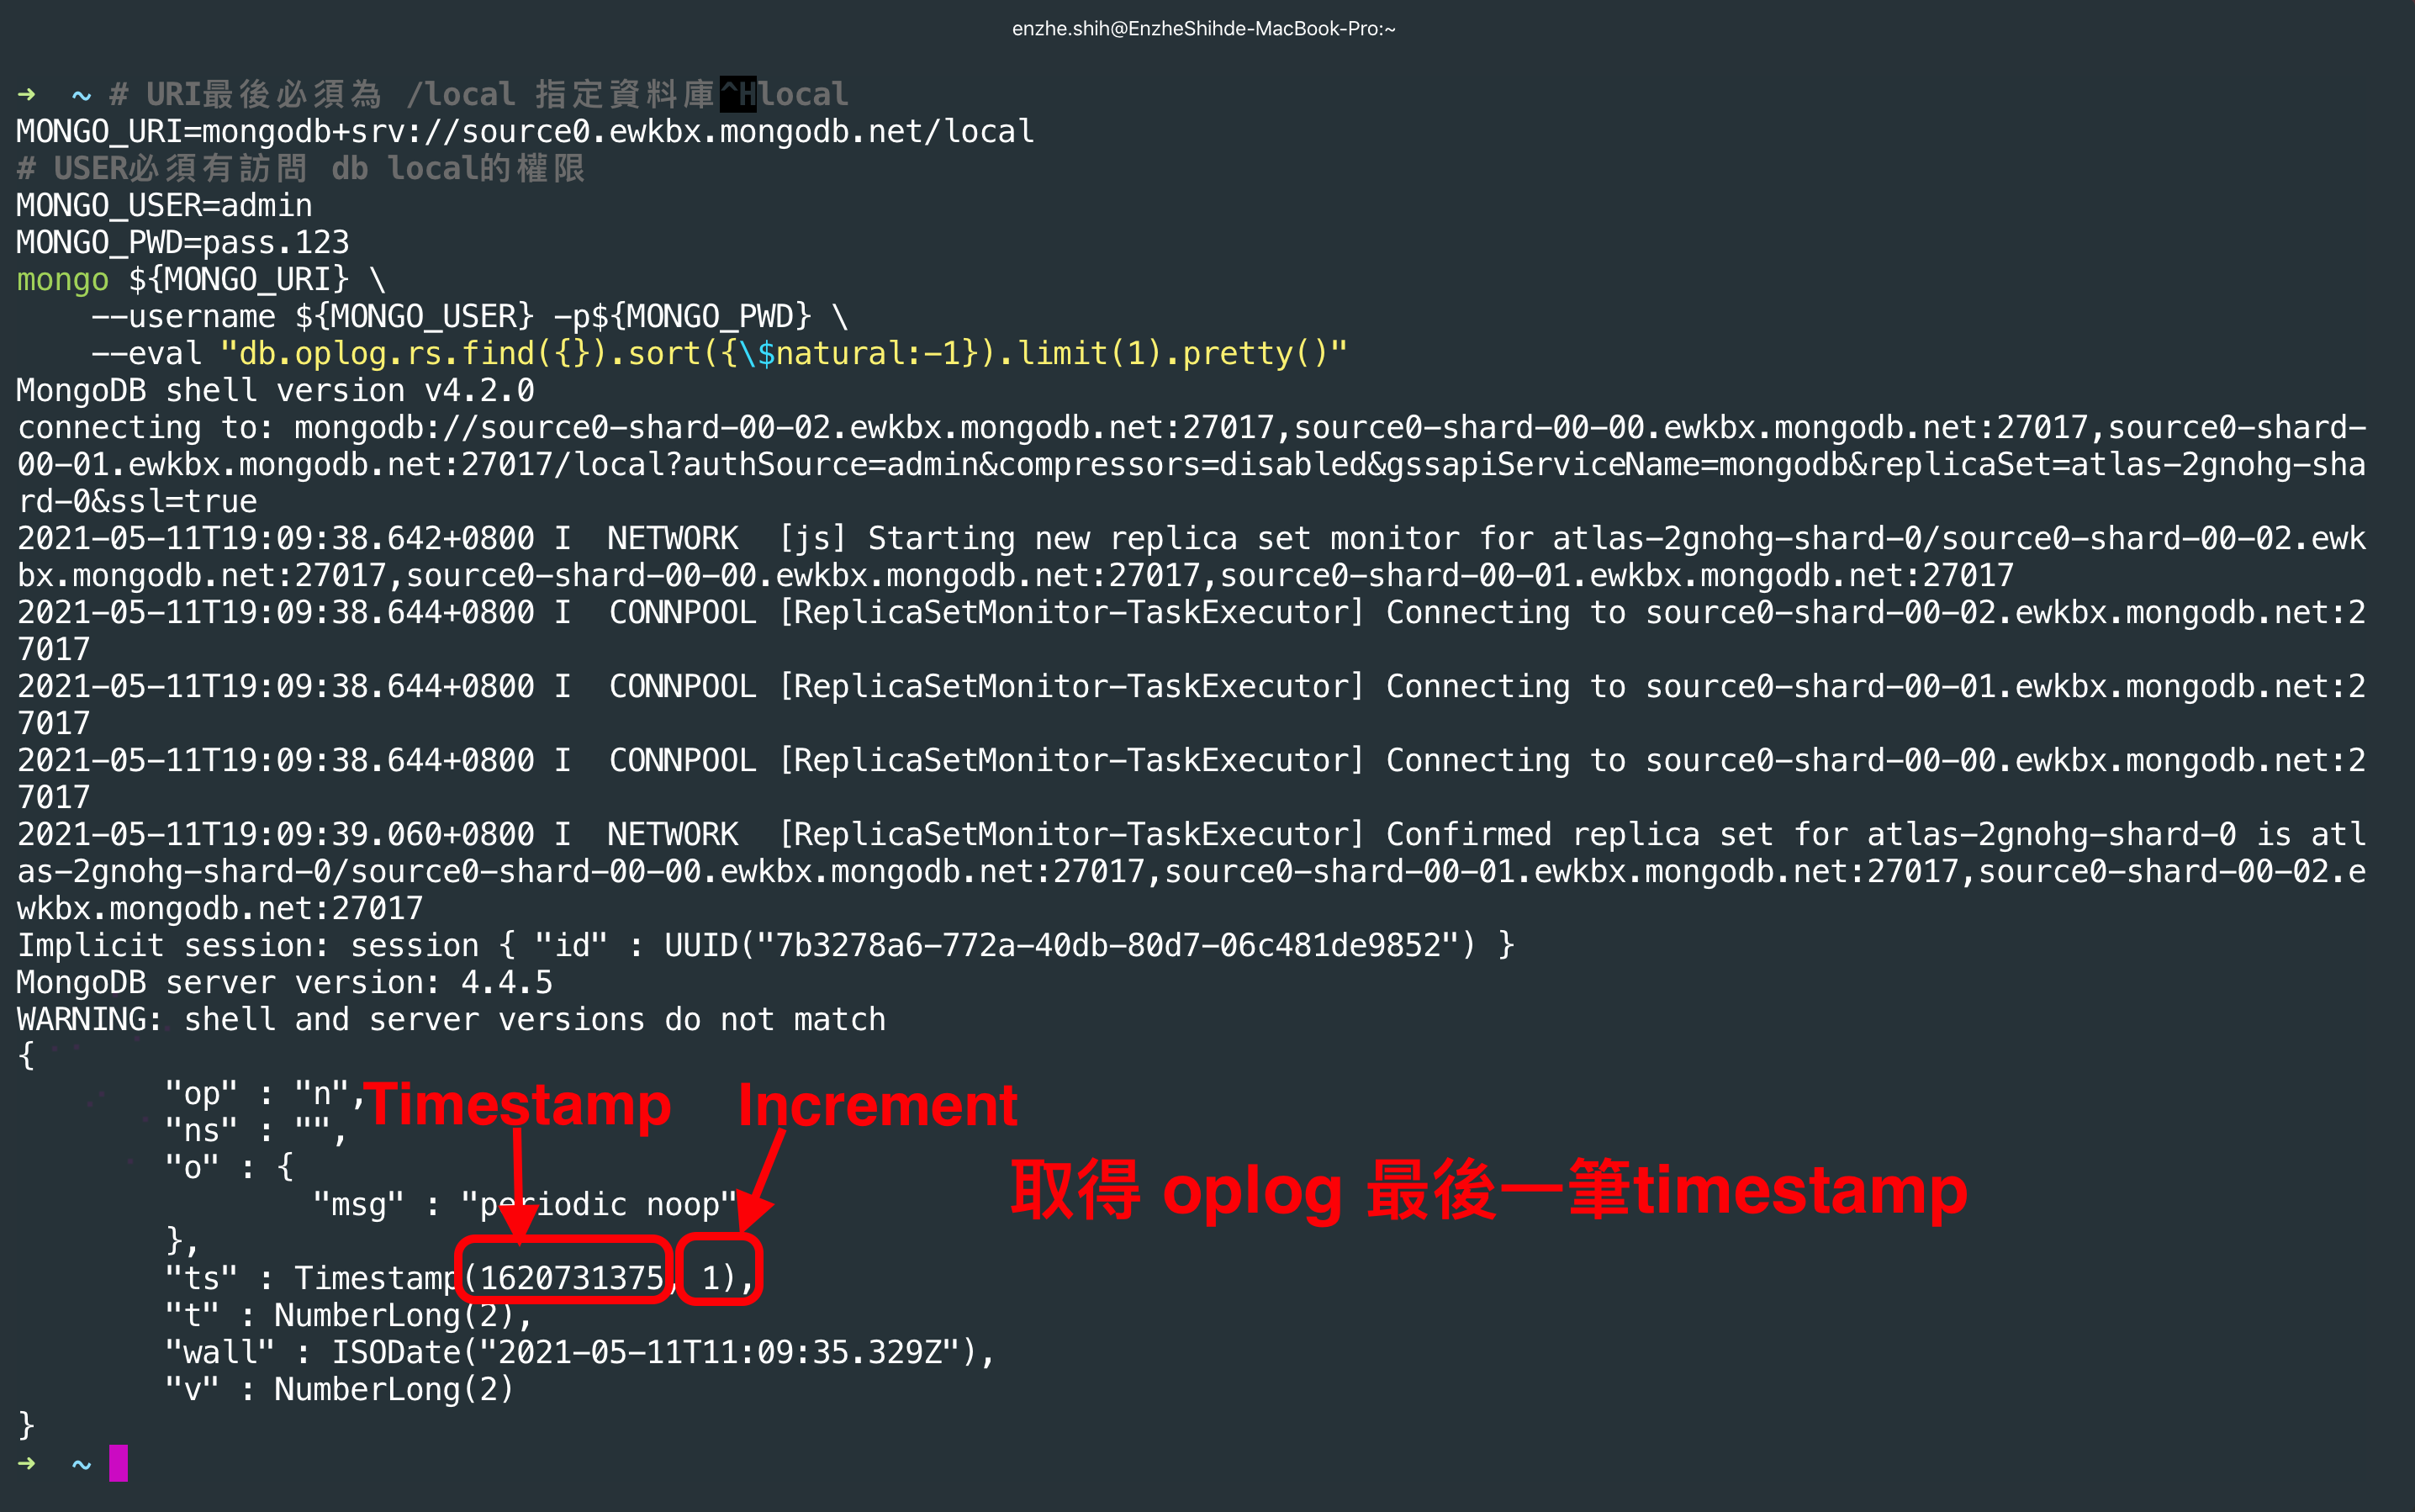 enzhe.shih@EnzheShihde-MacBook-Pro:~
→ ~ # URI最後必須為 /local 指定資料庫^Hlocal
MONGO_URI=mongodb+srv://source0.ewkbx.mongodb.net/local
# USER必須有訪問 db local的權限
MONGO_USER=admin
MONGO_PWD=pass.123
mongo ${MONGO_URI} \
    --username ${MONGO_USER} -p${MONGO_PWD} \
    --eval "db.oplog.rs.find({}).sort({\$natural:-1}).limit(1).pretty()"
MongoDB shell version v4.2.0
connecting to: mongodb://source0-shard-00-02.ewkbx.mongodb.net:27017,source0-shard-00-00.ewkbx.mongodb.net:27017,source0-shard-
00-01.ewkbx.mongodb.net:27017/local?authSource=admin&compressors=disabled&gssapiServiceName=mongodb&replicaSet=atlas-2gnohg-sha
rd-0&ssl=true
2021-05-11T19:09:38.642+0800 I  NETWORK  [js] Starting new replica set monitor for atlas-2gnohg-shard-0/source0-shard-00-02.ewk
bx.mongodb.net:27017,source0-shard-00-00.ewkbx.mongodb.net:27017,source0-shard-00-01.ewkbx.mongodb.net:27017
2021-05-11T19:09:38.644+0800 I  CONNPOOL [ReplicaSetMonitor-TaskExecutor] Connecting to source0-shard-00-02.ewkbx.mongodb.net:2
7017
2021-05-11T19:09:38.644+0800 I  CONNPOOL [ReplicaSetMonitor-TaskExecutor] Connecting to source0-shard-00-01.ewkbx.mongodb.net:2
7017
2021-05-11T19:09:38.644+0800 I  CONNPOOL [ReplicaSetMonitor-TaskExecutor] Connecting to source0-shard-00-00.ewkbx.mongodb.net:2
7017
2021-05-11T19:09:39.060+0800 I  NETWORK  [ReplicaSetMonitor-TaskExecutor] Confirmed replica set for atlas-2gnohg-shard-0 is atl
as-2gnohg-shard-0/source0-shard-00-00.ewkbx.mongodb.net:27017,source0-shard-00-01.ewkbx.mongodb.net:27017,source0-shard-00-02.e
wkbx.mongodb.net:27017
Implicit session: session { "id" : UUID("7b3278a6-772a-40db-80d7-06c481de9852") }
MongoDB server version: 4.4.5
WARNING: shell and server versions do not match
{
        "op" : "n",
Timestamp Increment
        "ns" : "",
        "o" : {
                "msg" : "periodic noop"
取得 oplog 最後一筆timestamp
        },
        "ts" : Timestamp(1620731375, 1),
        "t" : NumberLong(2),
        "wall" : ISODate("2021-05-11T11:09:35.329Z"),
        "v" : NumberLong(2)
}
→ ~